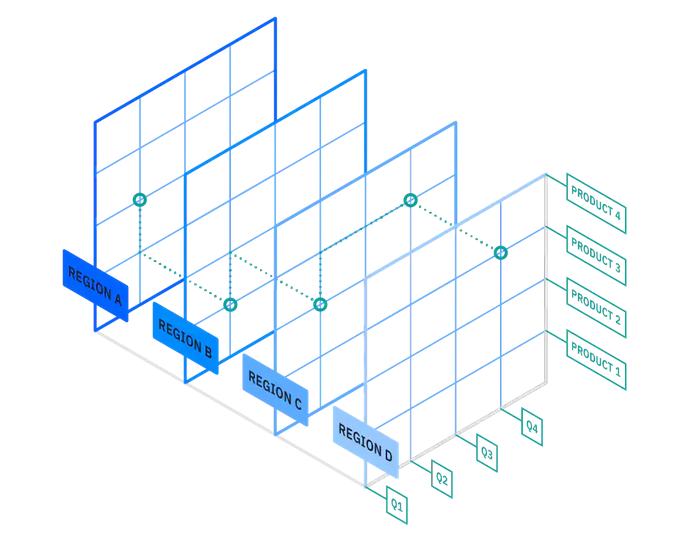 REGION A
REGION B
REGION C
REGION D
PRODUCT 4
PRODUCT 3
PRODUCT 2
PRODUCT 1
Q4
Q3
Q2
Q1